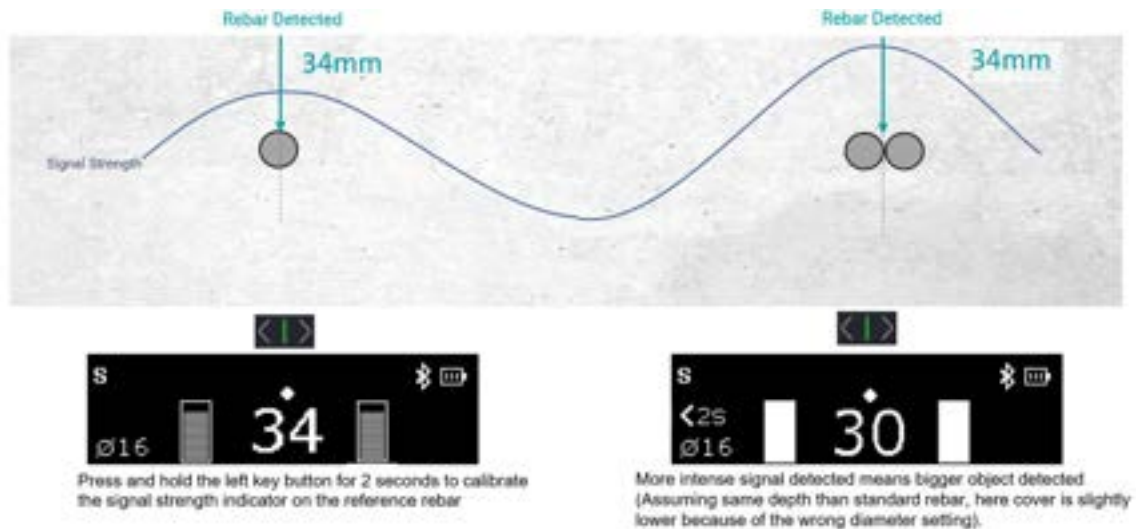 Rebar Detected
Rebar Detected
34mm
34mm
Signal Strength
S
34
Ø16
S
<2s
30
Ø16
Press and hold the left key button for 2 seconds to calibrate
the signal strength indicator on the reference rebar
More intense signal detected means bigger object detected
(Assuming same depth than standard rebar, here cover is slightly
lower because of the wrong diameter setting).